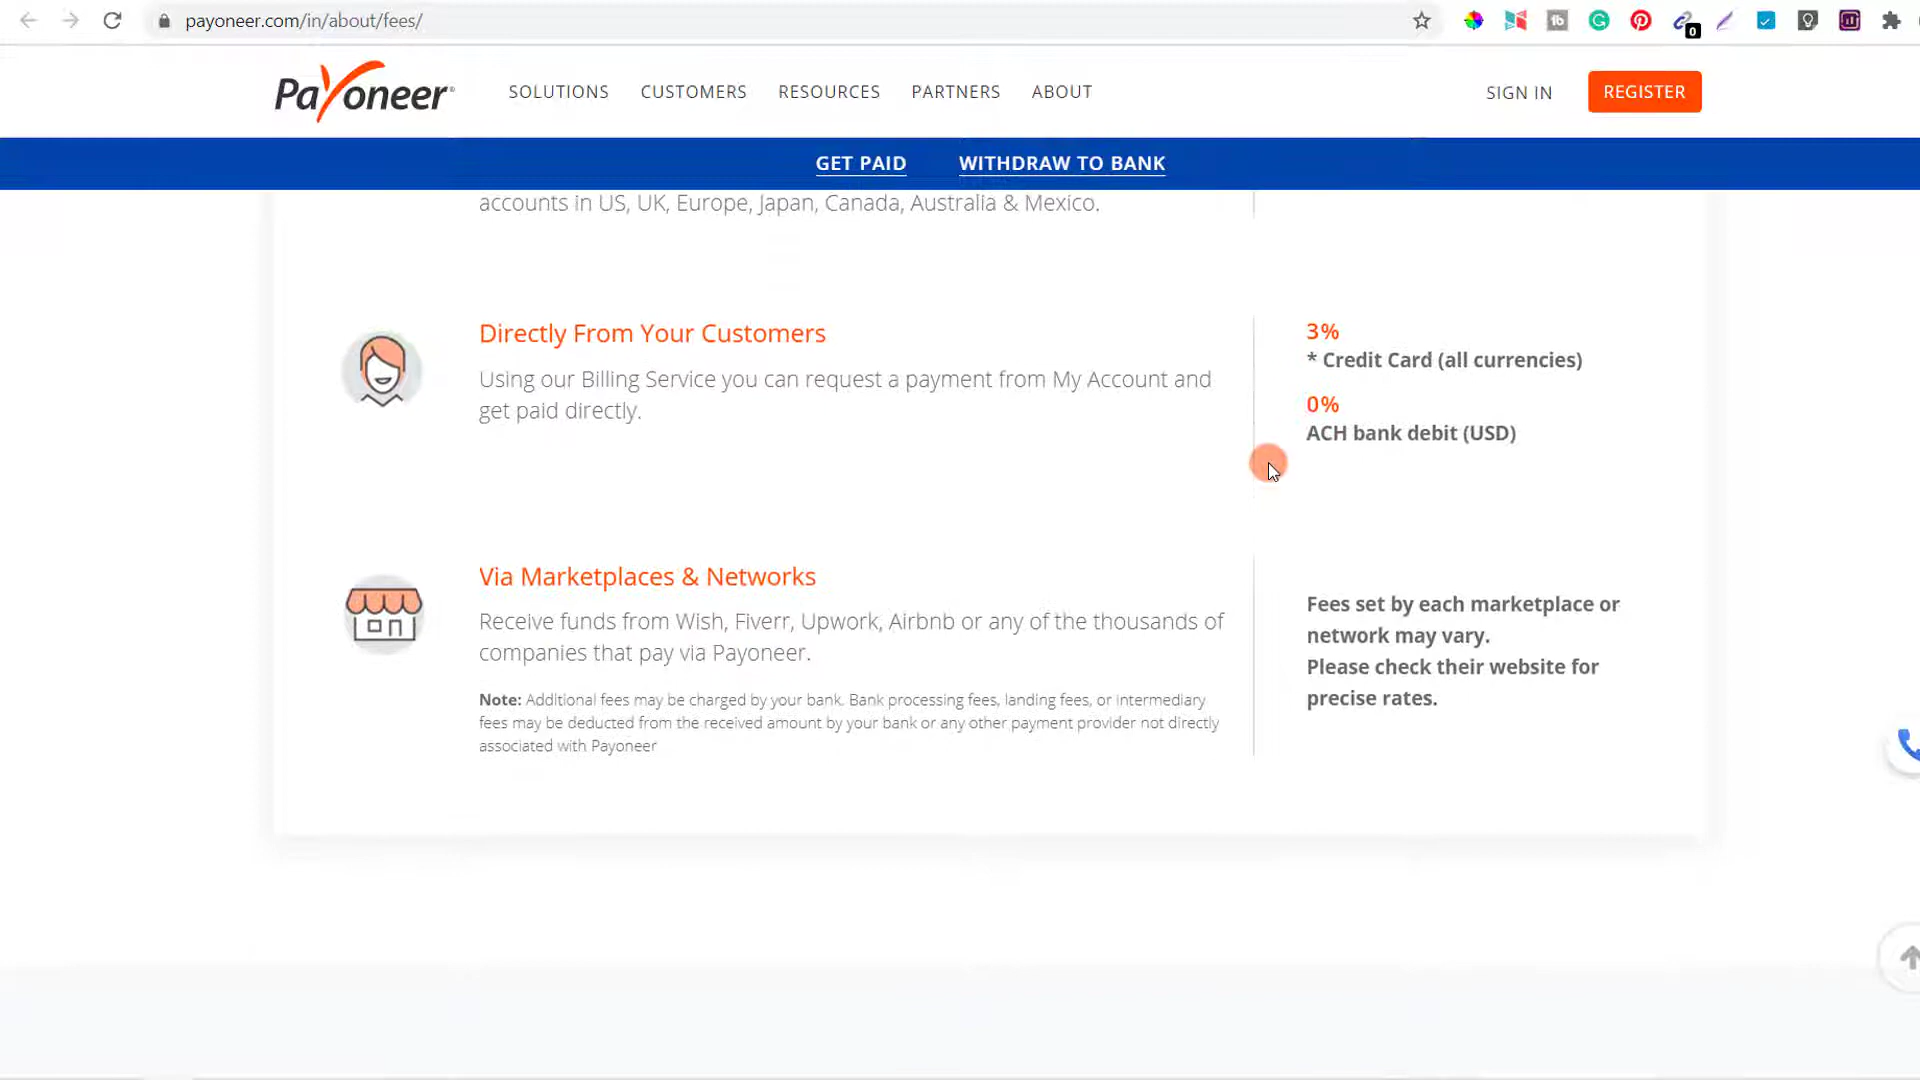 payoneer.com/in/about/fees/
Payoneer
SOLUTIONS CUSTOMERS RESOURCES PARTNERS ABOUT
SIGN IN REGISTER
GET PAID WITHDRAW TO BANK
accounts in US, UK, Europe, Japan, Canada, Australia & Mexico.
Directly From Your Customers
Using our Billing Service you can request a payment from My Account and
get paid directly.
3%
* Credit Card (all currencies)
0%
ACH bank debit (USD)
Via Marketplaces & Networks
Receive funds from Wish, Fiverr, Upwork, Airbnb or any of the thousands of
companies that pay via Payoneer.
Note: Additional fees may be charged by your bank. Bank processing fees, landing fees, or intermediary
fees may be deducted from the received amount by your bank or any other payment provider not directly
associated with Payoneer
Fees set by each marketplace or
network may vary.
Please check their website for
precise rates.
tb
0